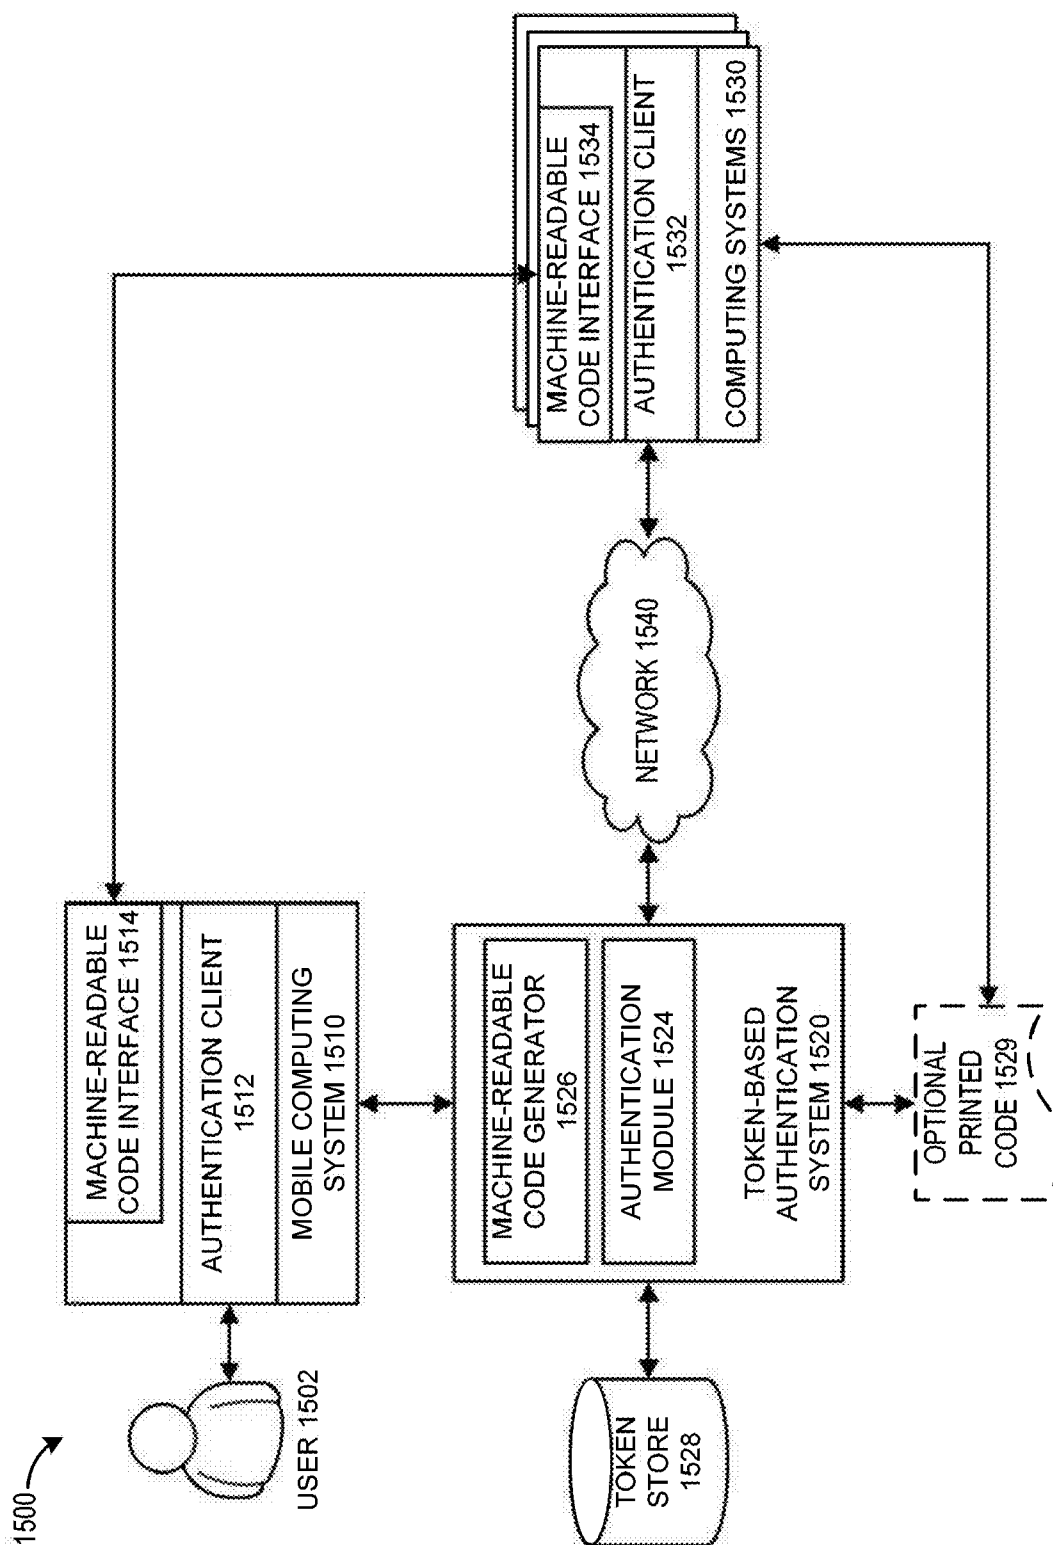 1500
USER 1502
MACHINE-READABLE
CODE INTERFACE 1514
AUTHENTICATION CLIENT
1512
MOBILE COMPUTING
SYSTEM 1510
TOKEN
STORE
1528
MACHINE-READABLE
CODE GENERATOR
1526
AUTHENTICATION
MODULE 1524
TOKEN-BASED
AUTHENTICATION
SYSTEM 1520
OPTIONAL
PRINTED
CODE 1529
NETWORK 1540
MACHINE-READABLE
CODE INTERFACE 1534
AUTHENTICATION CLIENT
1532
COMPUTING SYSTEMS 1530